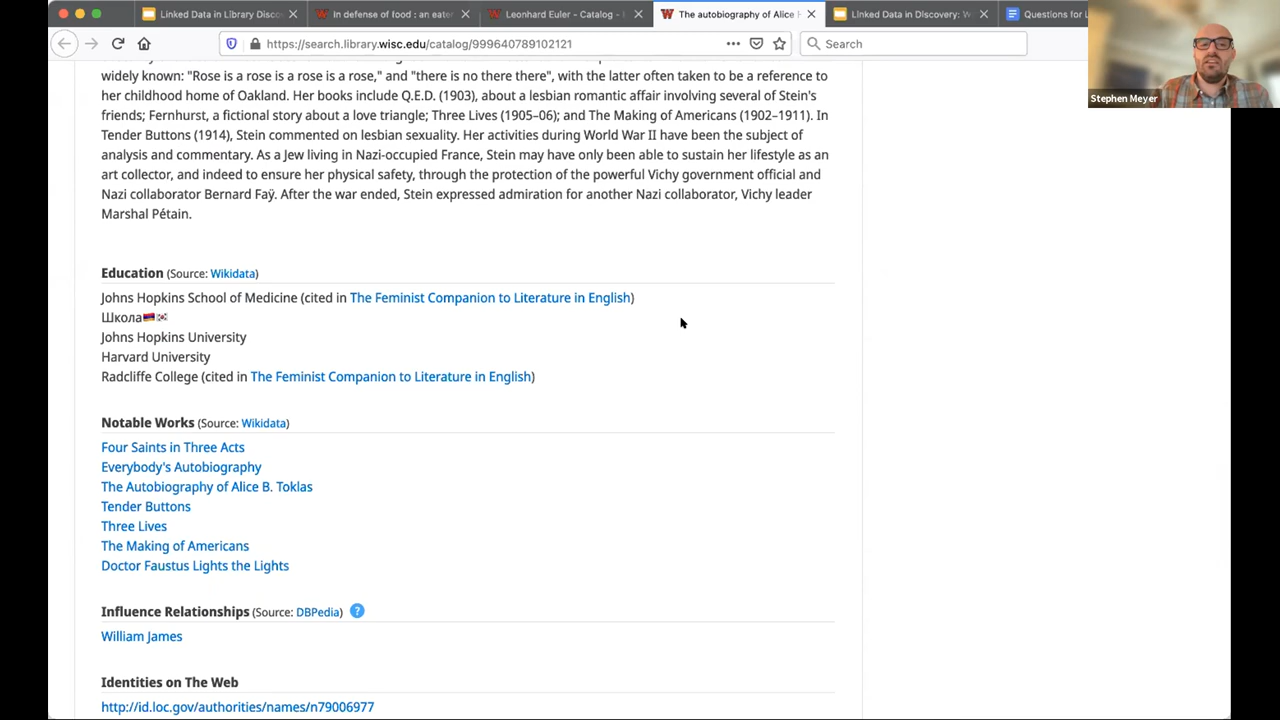 Linked Data in Library Disco
In defense of food : an eater
Leonhard Euler - Catalog -
The autobiography of Alice B
Linked Data in Discovery: W
Questions for L
https://search.library.wisc.edu/catalog/999640789102121
Search
Stephen Meyer
widely known: "Rose is a rose is a rose is a rose," and "there is no there there", with the latter often taken to be a reference to
her childhood home of Oakland. Her books include Q.E.D. (1903), about a lesbian romantic affair involving several of Stein's
friends; Fernhurst, a fictional story about a love triangle; Three Lives (1905–06); and The Making of Americans (1902–1911). In
Tender Buttons (1914), Stein commented on lesbian sexuality. Her activities during World War II have been the subject of
analysis and commentary. As a Jew living in Nazi-occupied France, Stein may have only been able to sustain her lifestyle as an
art collector, and indeed to ensure her physical safety, through the protection of the powerful Vichy government official and
Nazi collaborator Bernard Faÿ. After the war ended, Stein expressed admiration for another Nazi collaborator, Vichy leader
Marshal Pétain.
Education (Source: Wikidata)
Johns Hopkins School of Medicine (cited in The Feminist Companion to Literature in English)
Школа🇦🇲🇰🇷
Johns Hopkins University
Harvard University
Radcliffe College (cited in The Feminist Companion to Literature in English)
Notable Works (Source: Wikidata)
Four Saints in Three Acts
Everybody's Autobiography
The Autobiography of Alice B. Toklas
Tender Buttons
Three Lives
The Making of Americans
Doctor Faustus Lights the Lights
Influence Relationships (Source: DBPedia) ?
William James
Identities on The Web
http://id.loc.gov/authorities/names/n79006977